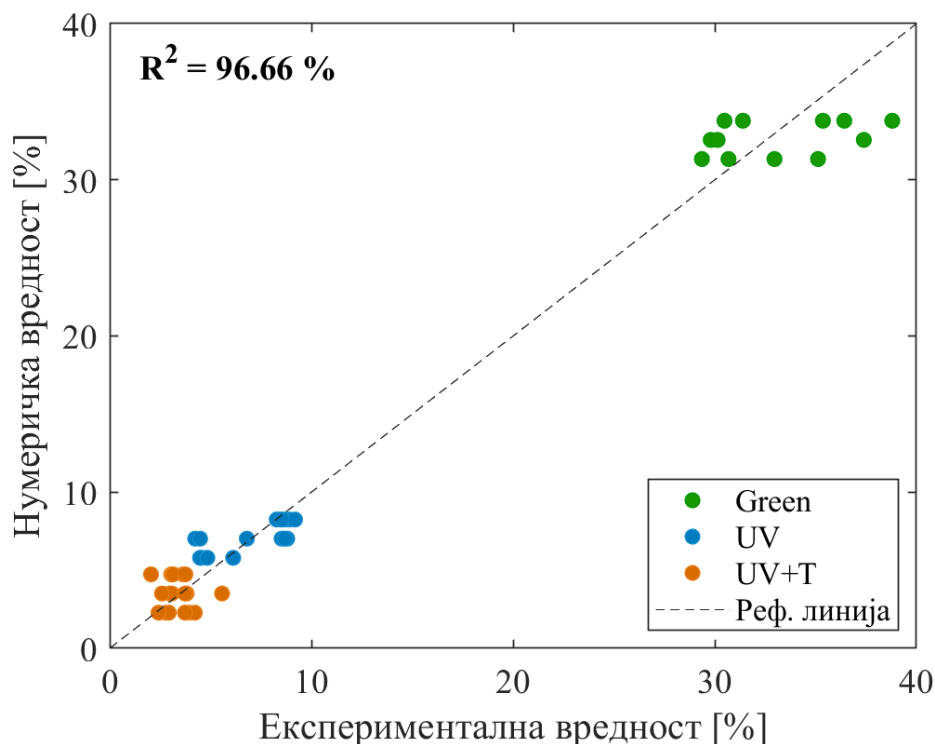 R² = 96.66 %
Нумеричка вредност [%]
40
30
20
10
0
0 10 20 30 40
Експериментална вредност [%]
Green
UV
UV+T
Реф. линија